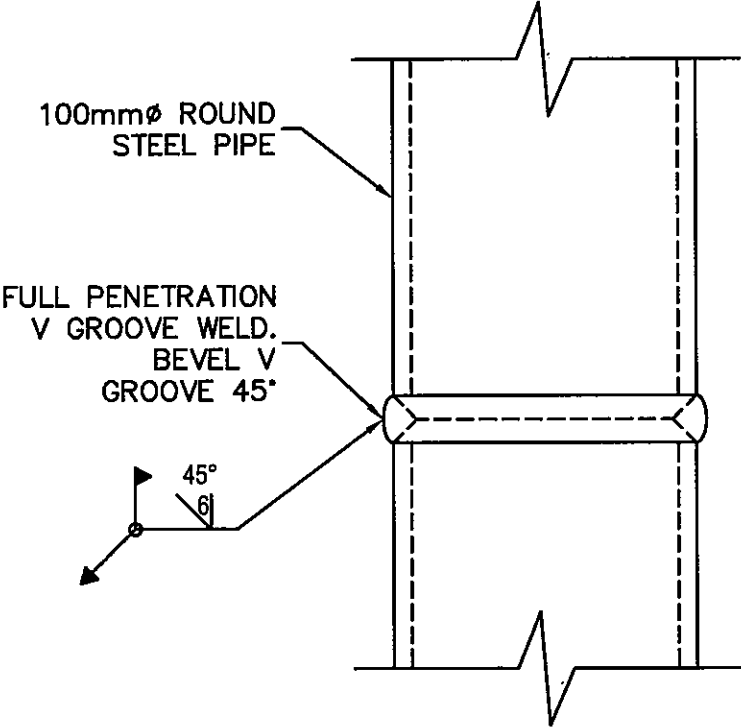 100mmø ROUND
STEEL PIPE
FULL PENETRATION
V GROOVE WELD.
BEVEL V
GROOVE 45°
45°
6